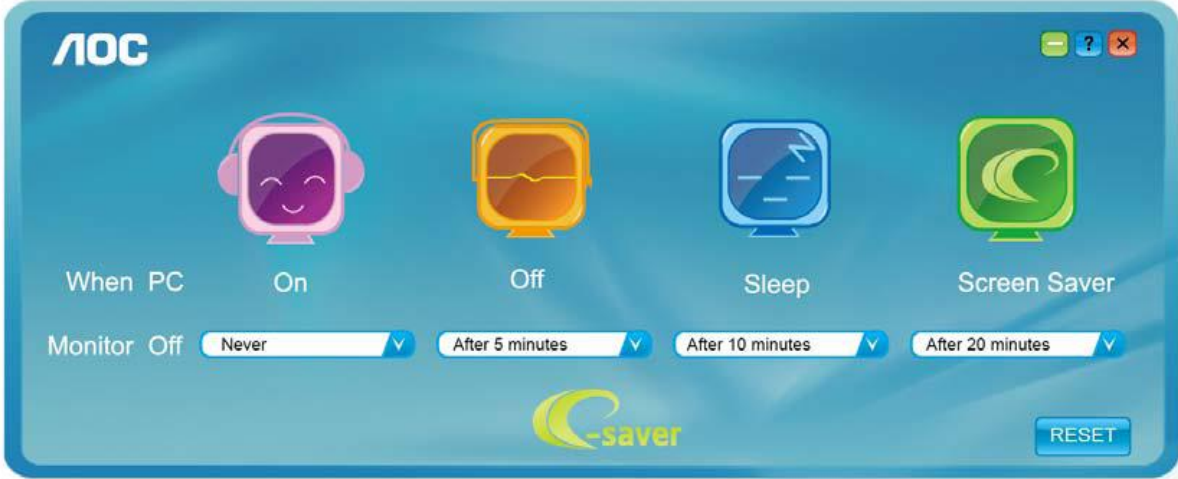 AOC
?
When PC On Off Sleep Screen Saver
Monitor Off Never After 5 minutes After 10 minutes After 20 minutes
e-saver
RESET